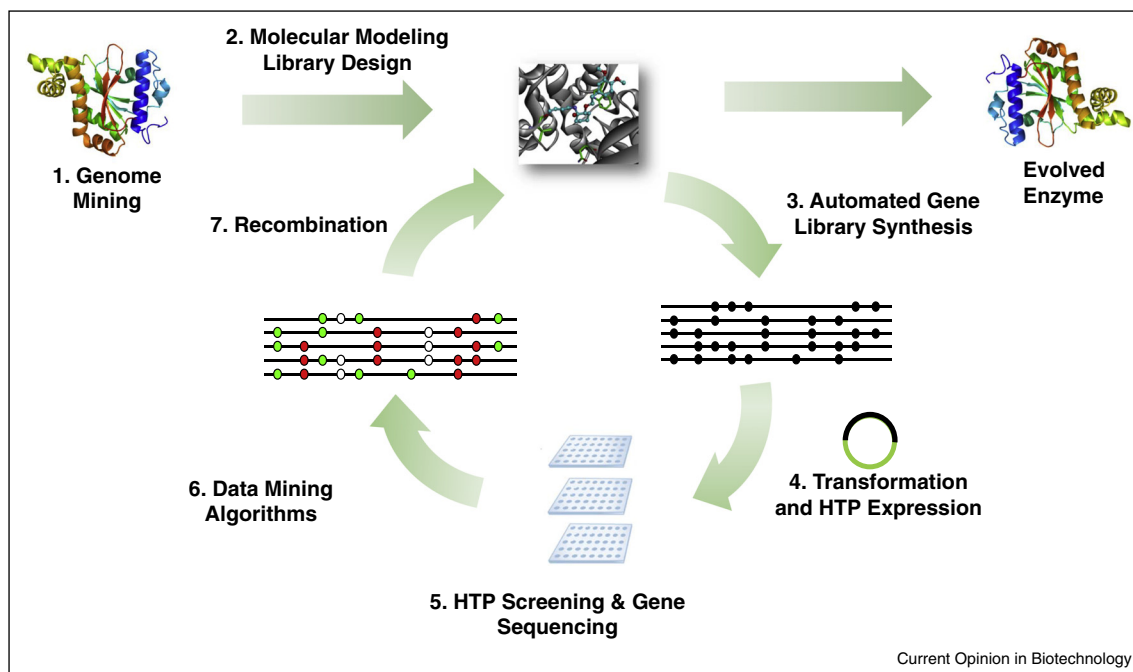 2. Molecular Modeling
Library Design
1. Genome
Mining
Evolved
Enzyme
3. Automated Gene
Library Synthesis
7. Recombination
4. Transformation
and HTP Expression
6. Data Mining
Algorithms
5. HTP Screening & Gene
Sequencing
Current Opinion in Biotechnology